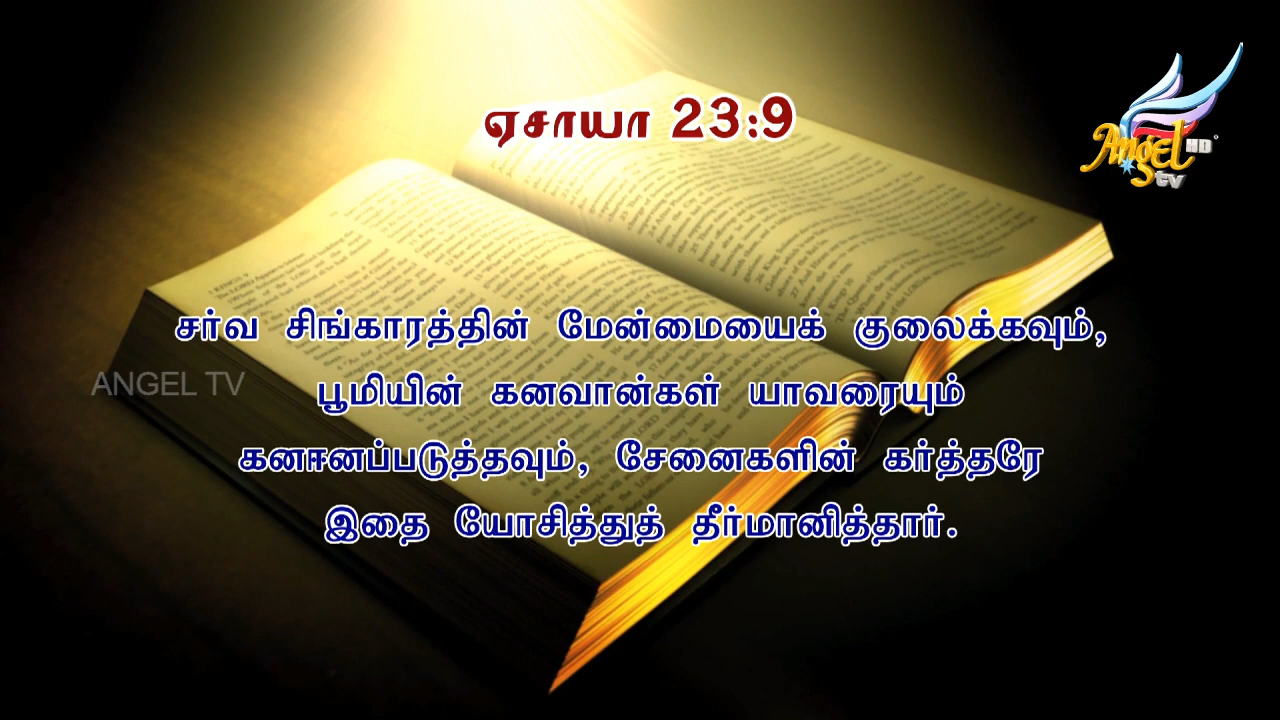 ஏசாயா 23:9
Angel HD
tv
சர்வ சிங்காரத்தின் மேன்மையைக் குலைக்கவும்,
பூமியின் கனவான்கள் யாவரையும்
ANGEL TV
கனஈனப்படுத்தவும், சேனைகளின் கர்த்தரே
இதை யோசித்துத் தீர்மானித்தார்.